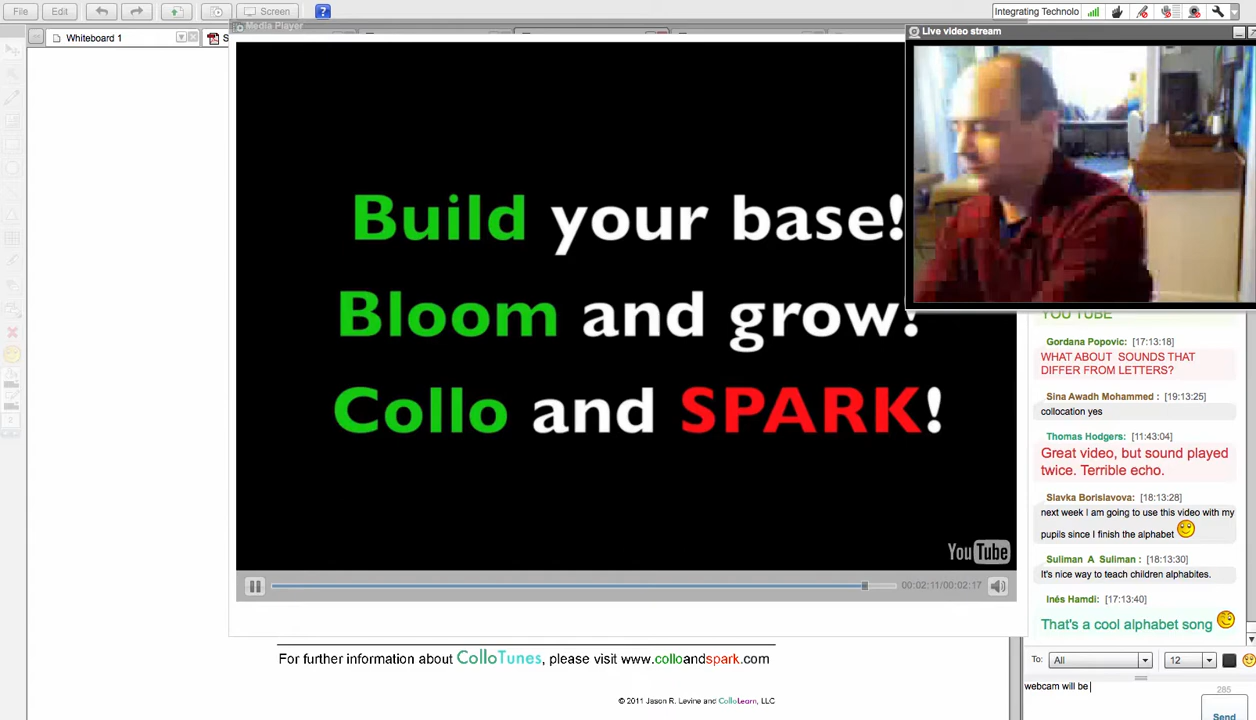 File Edit Screen ? Integrating Technolo
Whiteboard 1 S
Media Player
Live video stream
Build your base!
Bloom and grow!
Collo and SPARK!
YouTube
00:02:11/00:02:17
YOU TUBE
Gordana Popovic: [17:13:18]
WHAT ABOUT SOUNDS THAT
DIFFER FROM LETTERS?
Sina Awadh Mohammed : [19:13:25]
collocation yes
Thomas Hodgers: [11:43:04]
Great video, but sound played
twice. Terrible echo.
Slavka Borislavova: [18:13:28]
next week I am going to use this video with my
pupils since I finish the alphabet
Suliman A Suliman : [18:13:30]
It's nice way to teach children alphabites.
Inés Hamdi: [17:13:40]
That's a cool alphabet song
To: All 12
webcam will be
285
Send
For further information about ColloTunes, please visit www.colloandspark.com
© 2011 Jason R. Levine and ColloLearn, LLC
2